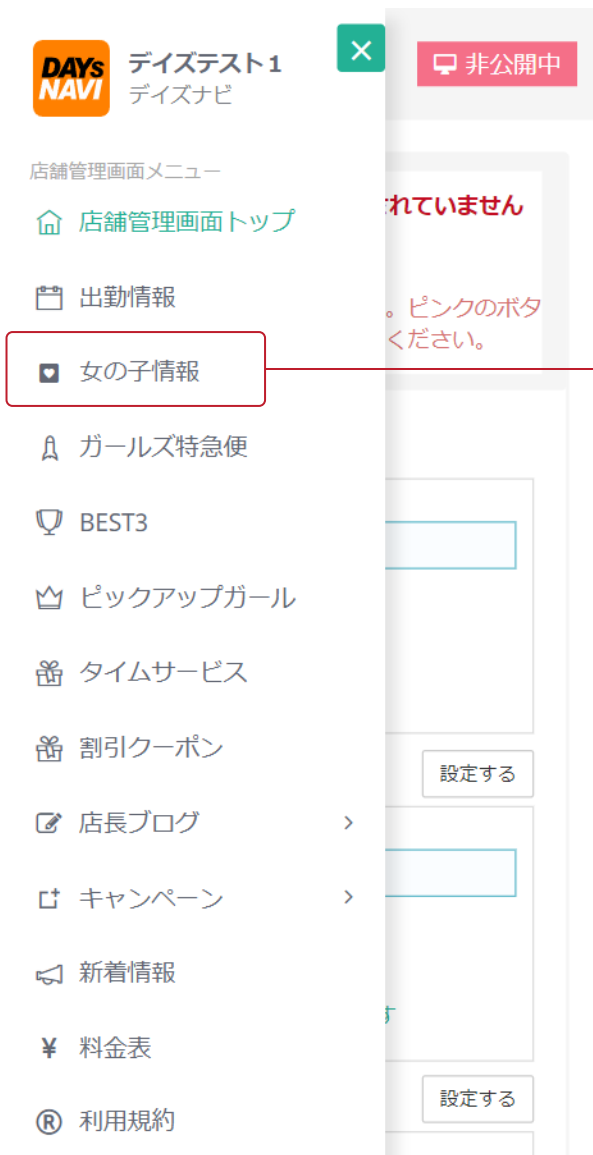 DAYs
NAVI
デイズテスト1
デイズナビ
×
非公開中
店舗管理画面メニュー
店舗管理画面トップ
れていません
出勤情報
。ピンクのボタ
ください。
女の子情報
ガールズ特急便
BEST3
ピックアップガール
タイムサービス
割引クーポン
設定する
店長ブログ
キャンペーン
新着情報
す
¥ 料金表
設定する
® 利用規約